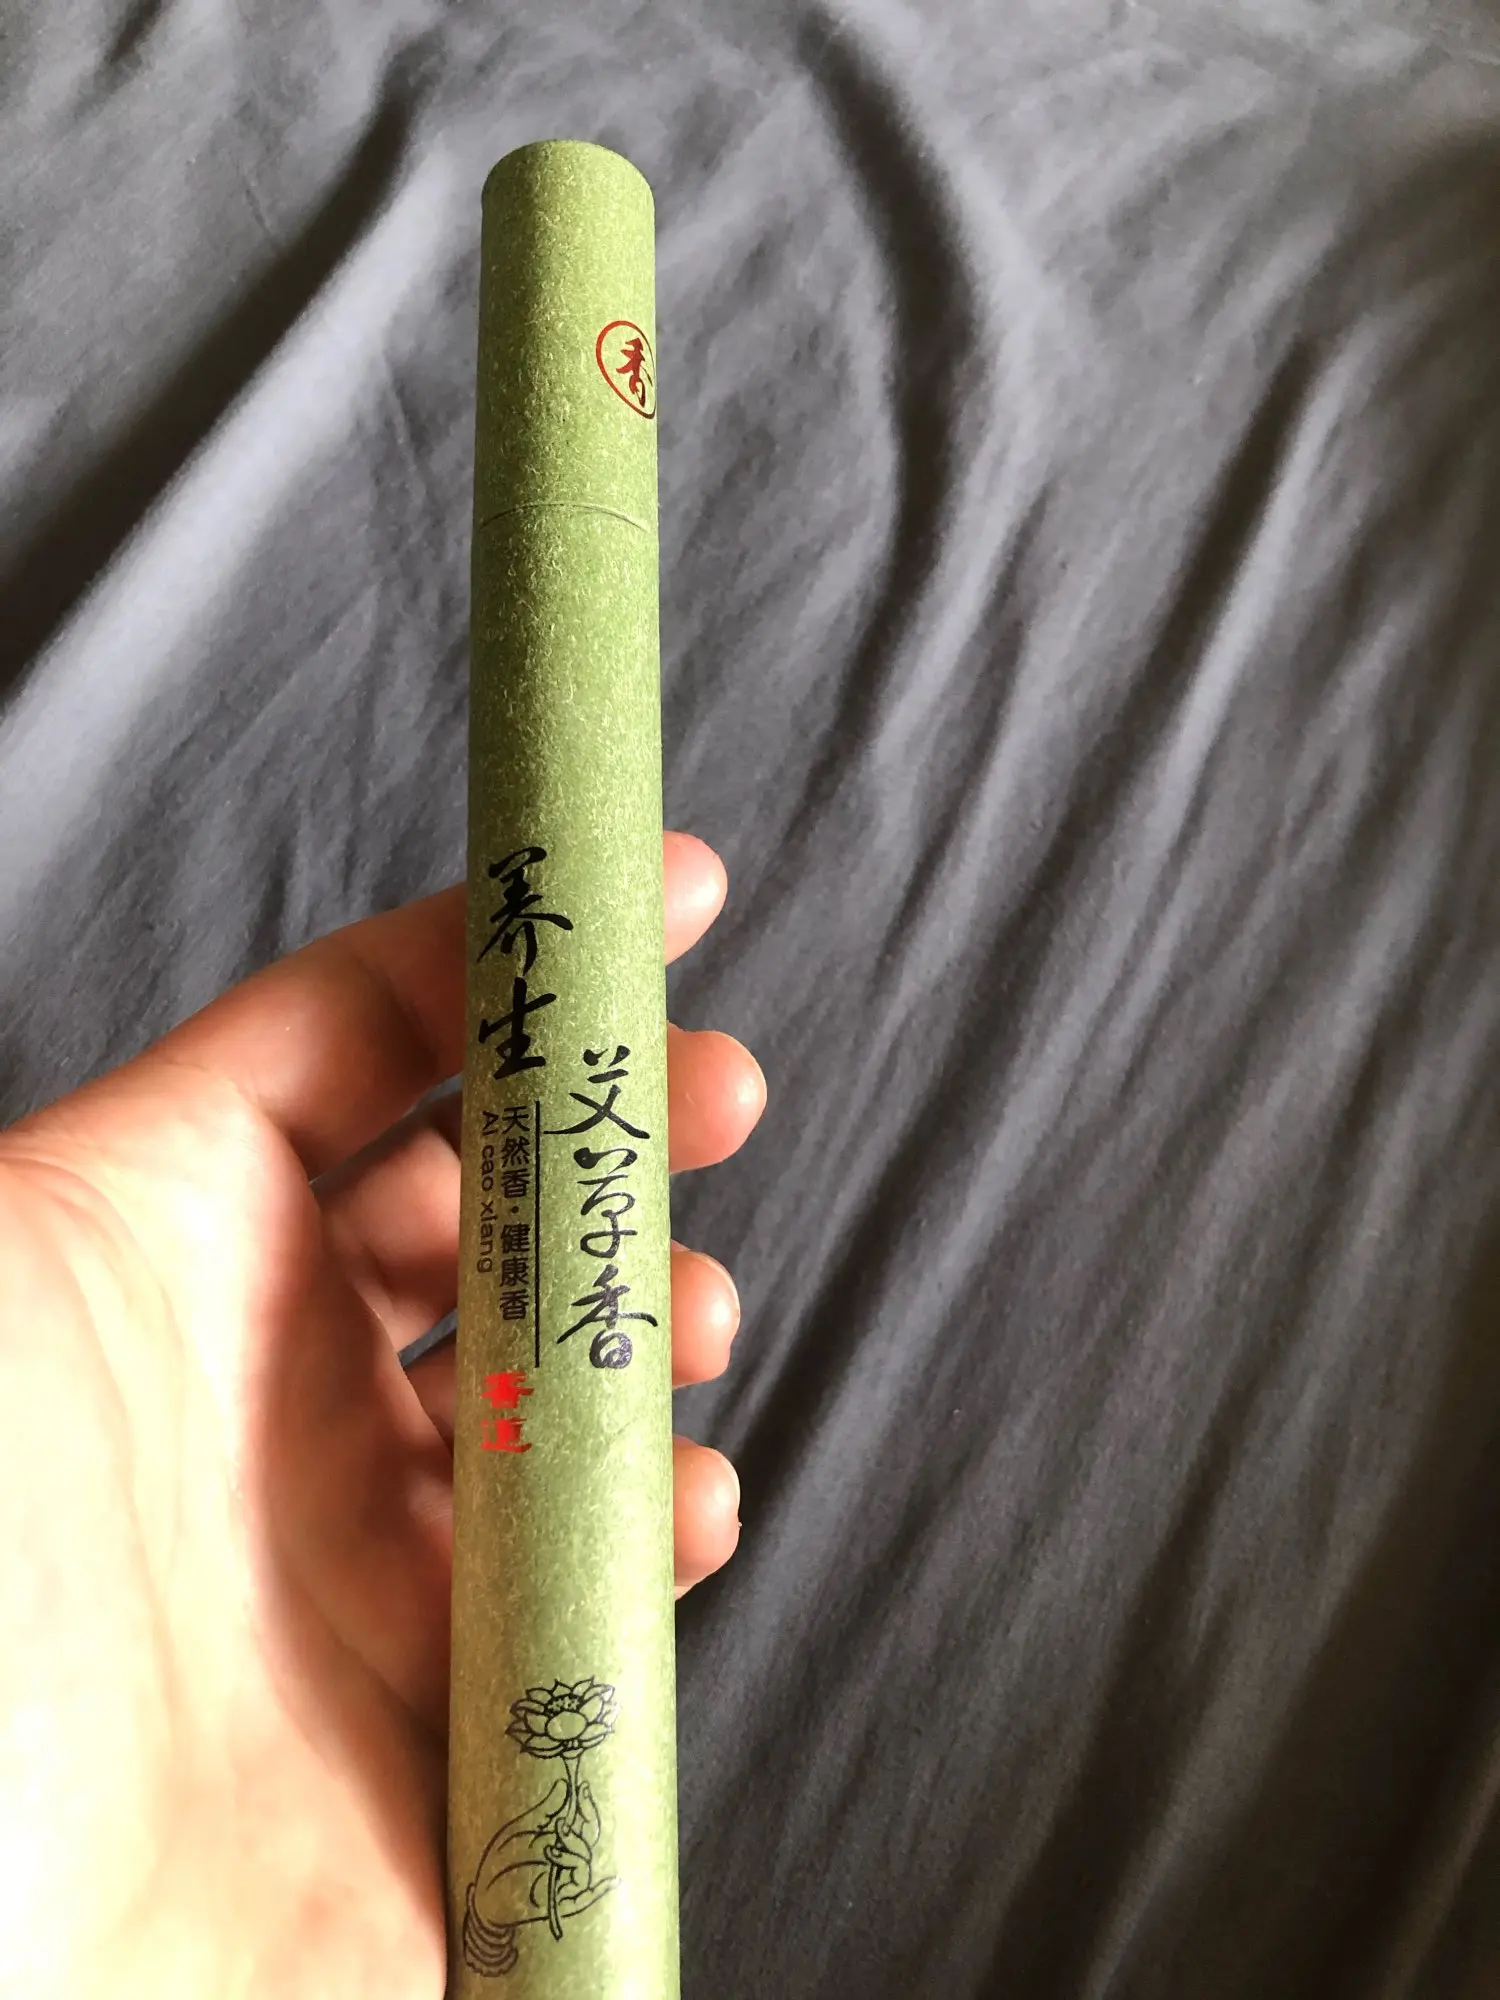 香
养生
艾草香
天然香·健康香
Ai cao xiang
香道